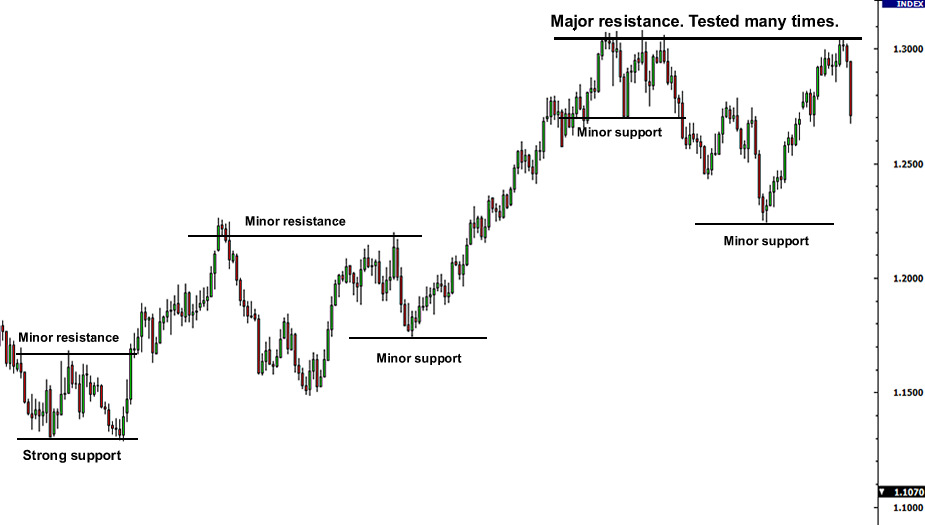 INDEX
Major resistance. Tested many times.
1.3000
Minor support
1.2500
Minor resistance
Minor support
1.2000
Minor resistance
Minor support
1.1500
Strong support
1.1070
1.1000